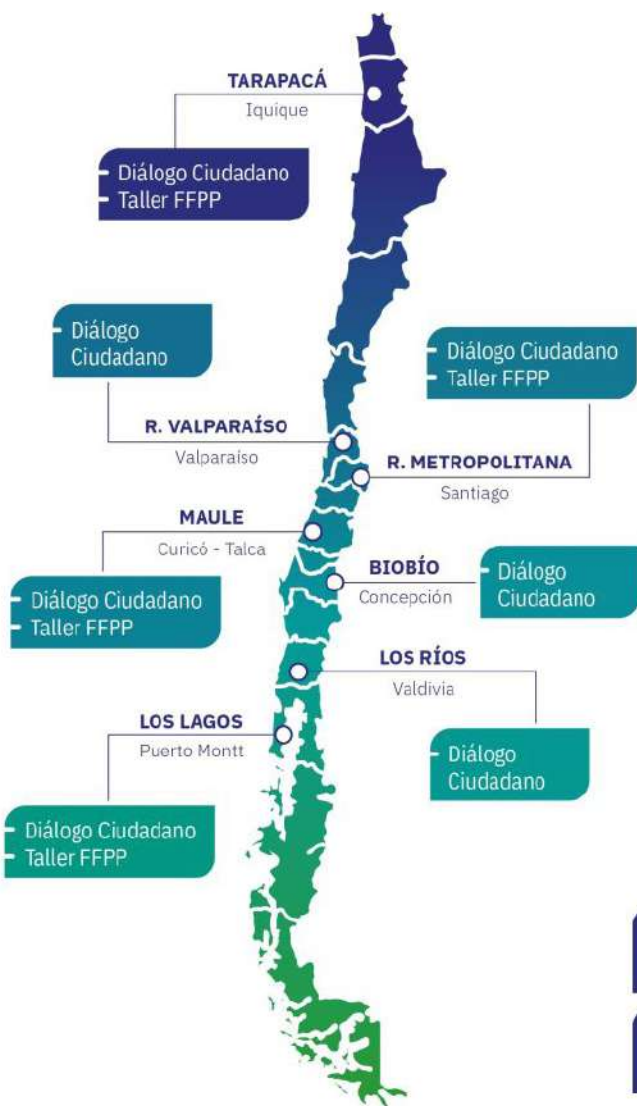 TARAPACÁ
Iquique
Diálogo Ciudadano
Taller FFPP
Diálogo
Ciudadano
R. VALPARAÍSO
Valparaíso
Diálogo Ciudadano
Taller FFPP
R. METROPOLITANA
Santiago
MAULE
Curicó - Talca
Diálogo Ciudadano
Taller FFPP
BIOBÍO
Concepción
Diálogo
Ciudadano
LOS RÍOS
Valdivia
Diálogo
Ciudadano
LOS LAGOS
Puerto Montt
Diálogo Ciudadano
Taller FFPP